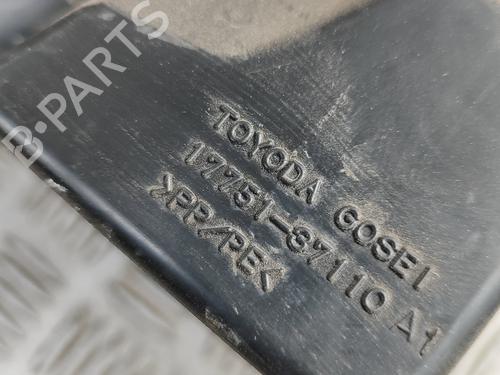 TOYODA GOSEI
17751-37110 A1
>PP/PE<
B-PARTS